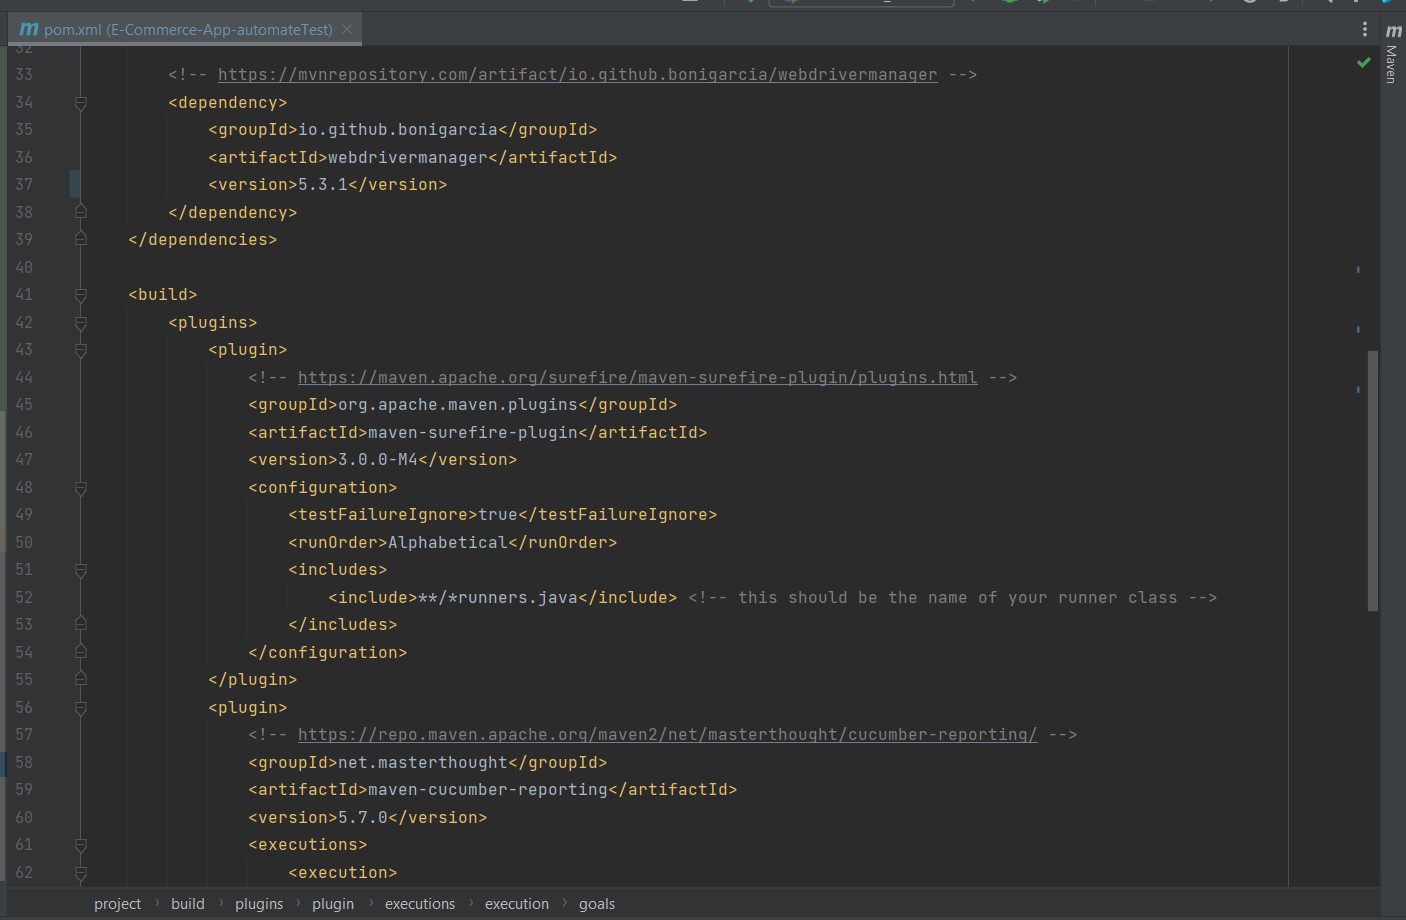 m pom.xml (E-Commerce-App-automateTest)
m
Maven
32
33 <!-- https://mvnrepository.com/artifact/io.github.bonigarcia/webdrivermanager -->
34 <dependency>
35 <groupId>io.github.bonigarcia</groupId>
36 <artifactId>webdrivermanager</artifactId>
37 <version>5.3.1</version>
38 </dependency>
39 </dependencies>
40
41 <build>
42 <plugins>
43 <plugin>
44 <!-- https://maven.apache.org/surefire/maven-surefire-plugin/plugins.html -->
45 <groupId>org.apache.maven.plugins</groupId>
46 <artifactId>maven-surefire-plugin</artifactId>
47 <version>3.0.0-M4</version>
48 <configuration>
49 <testFailureIgnore>true</testFailureIgnore>
50 <runOrder>Alphabetical</runOrder>
51 <includes>
52 <include>**/*runners.java</include> <!-- this should be the name of your runner class -->
53 </includes>
54 </configuration>
55 </plugin>
56 <plugin>
57 <!-- https://repo.maven.apache.org/maven2/net/masterthought/cucumber-reporting/ -->
58 <groupId>net.masterthought</groupId>
59 <artifactId>maven-cucumber-reporting</artifactId>
60 <version>5.7.0</version>
61 <executions>
62 <execution>
project › build › plugins › plugin › executions › execution › goals